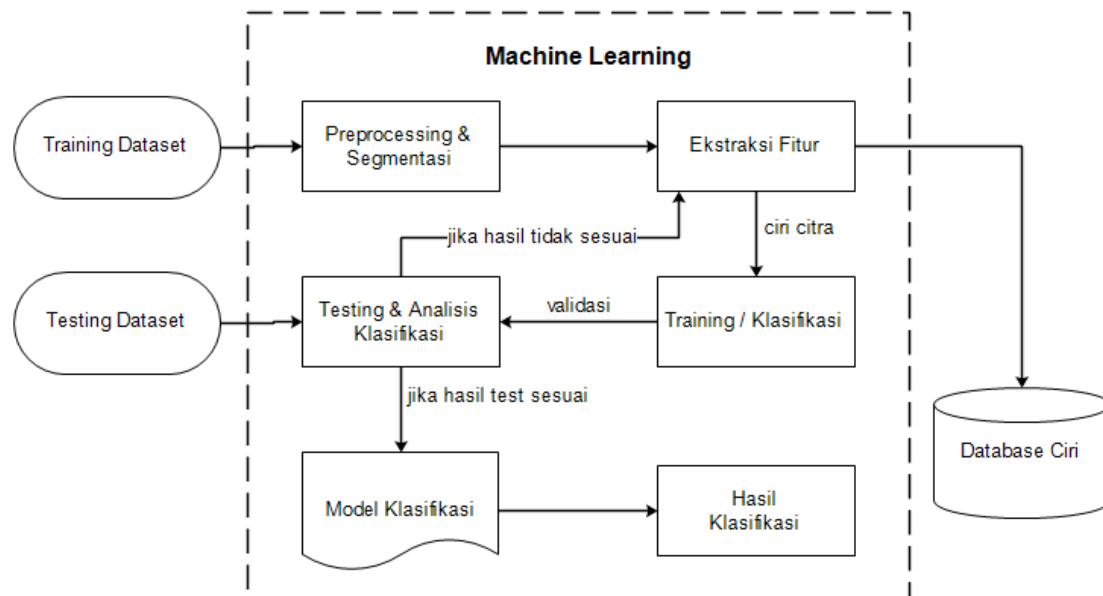 Machine Learning
Training Dataset
Preprocessing &
Segmentasi
Ekstraksi Fitur
jika hasil tidak sesuai
ciri citra
Testing Dataset
Testing & Analisis
Klasifikasi
validasi
Training / Klasifikasi
jika hasil test sesuai
Database Ciri
Model Klasifikasi
Hasil
Klasifikasi